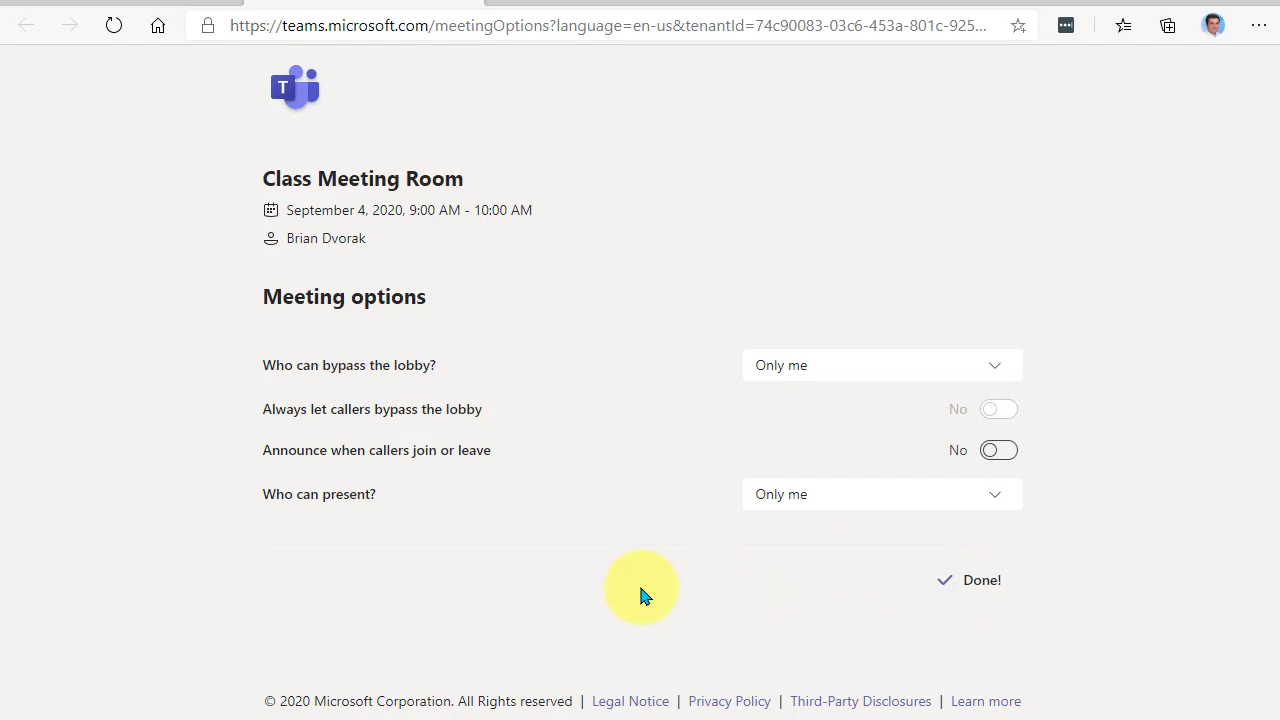 https://teams.microsoft.com/meetingOptions?language=en-us&tenantId=74c90083-03c6-453a-801c-925...
T
Class Meeting Room
September 4, 2020, 9:00 AM - 10:00 AM
Brian Dvorak
Meeting options
Who can bypass the lobby? Only me
Always let callers bypass the lobby No
Announce when callers join or leave No
Who can present? Only me
Done!
© 2020 Microsoft Corporation. All Rights reserved | Legal Notice | Privacy Policy | Third-Party Disclosures | Learn more